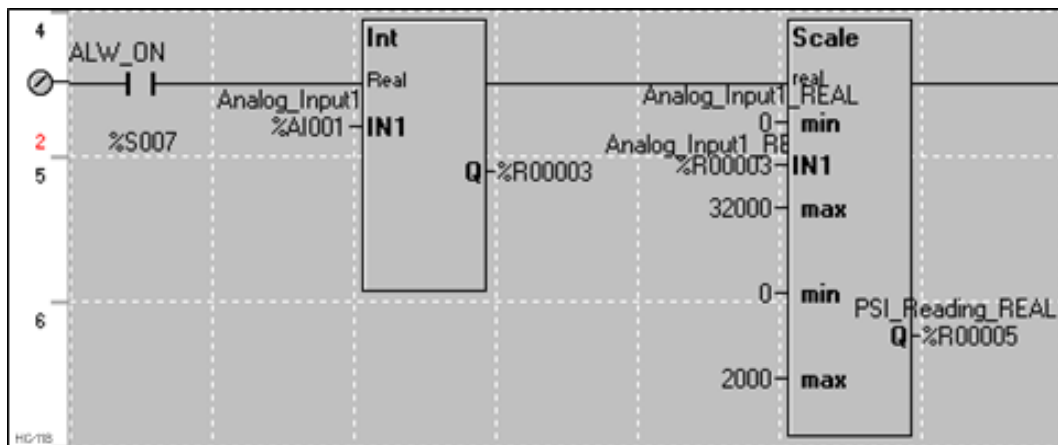 4
ALW_ON
Int
Scale
Real
real
Analog_Input1
Analog_Input1_REAL
%AI001
IN1
0
min
2
%S007
Analog_Input1_RE
5
Q
%R00003
%R00003
IN1
32000
max
0
min
6
PSI_Reading_REAL
Q
%R00005
2000
max